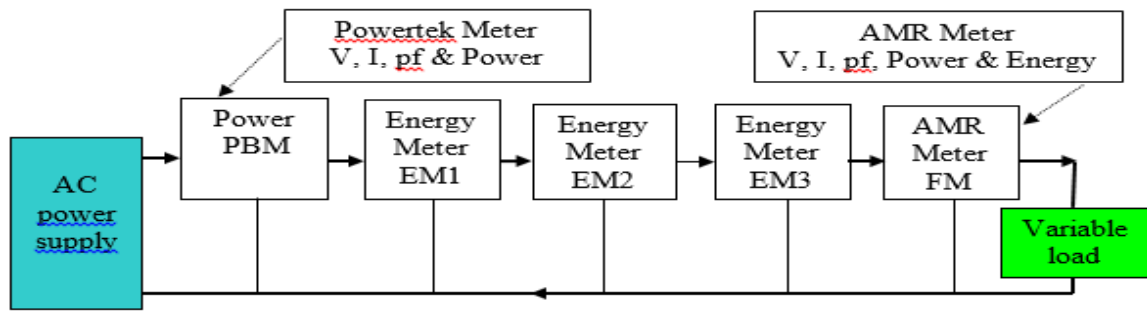 Powertek Meter
V, I, pf & Power
AMR Meter
V, I, pf, Power & Energy
AC
power
supply
Power
PBM
Energy
Meter
EM1
Energy
Meter
EM2
Energy
Meter
EM3
AMR
Meter
FM
Variable
load